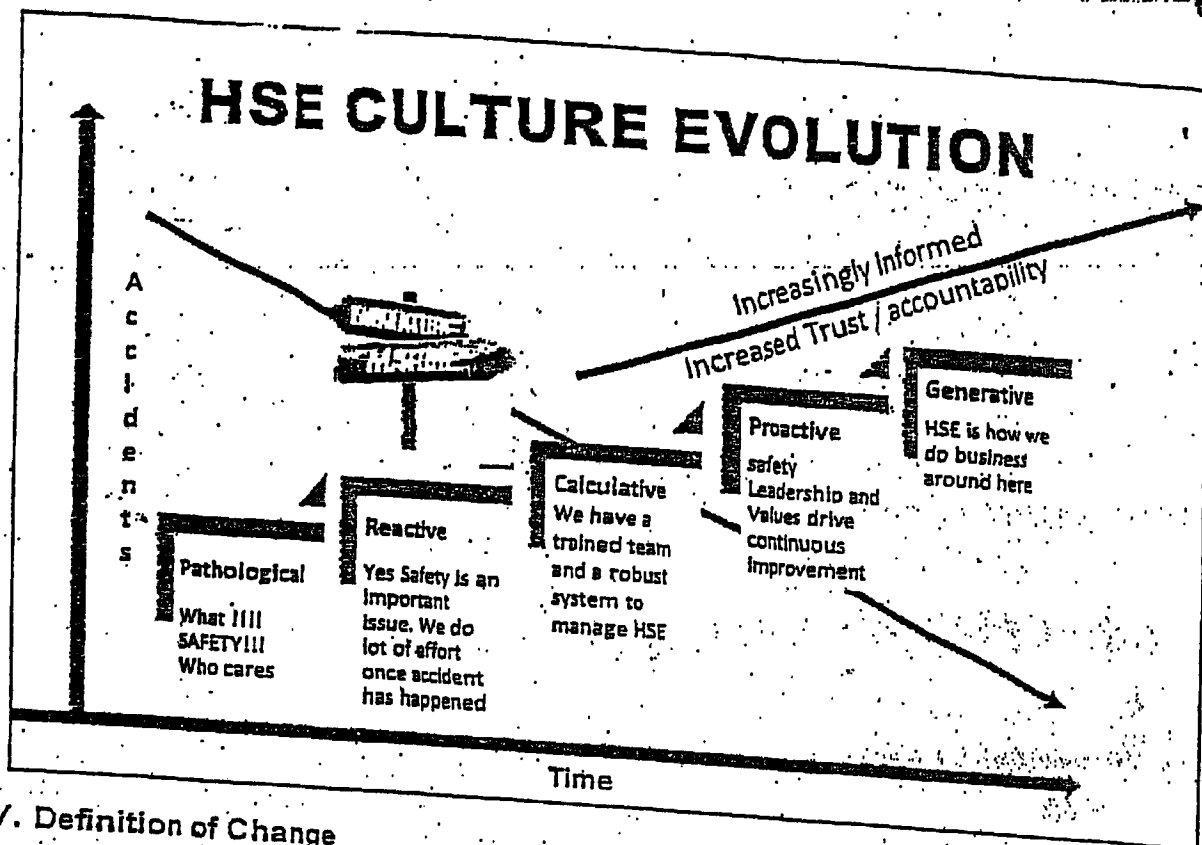 HSE CULTURE EVOLUTION
Accidents
Increasingly Informed
Increased Trust / accountability
Pathological
What !!!!
SAFETY!!!
Who cares
Reactive
Yes Safety is an
important
issue. We do
lot of effort
once accident
has happened
Calculative
We have a
trained team
and a robust
system to
manage HSE
Proactive
safety
Leadership and
Values drive
continuous
improvement
Generative
HSE is how we
do business
around here
Time
. Definition of Change